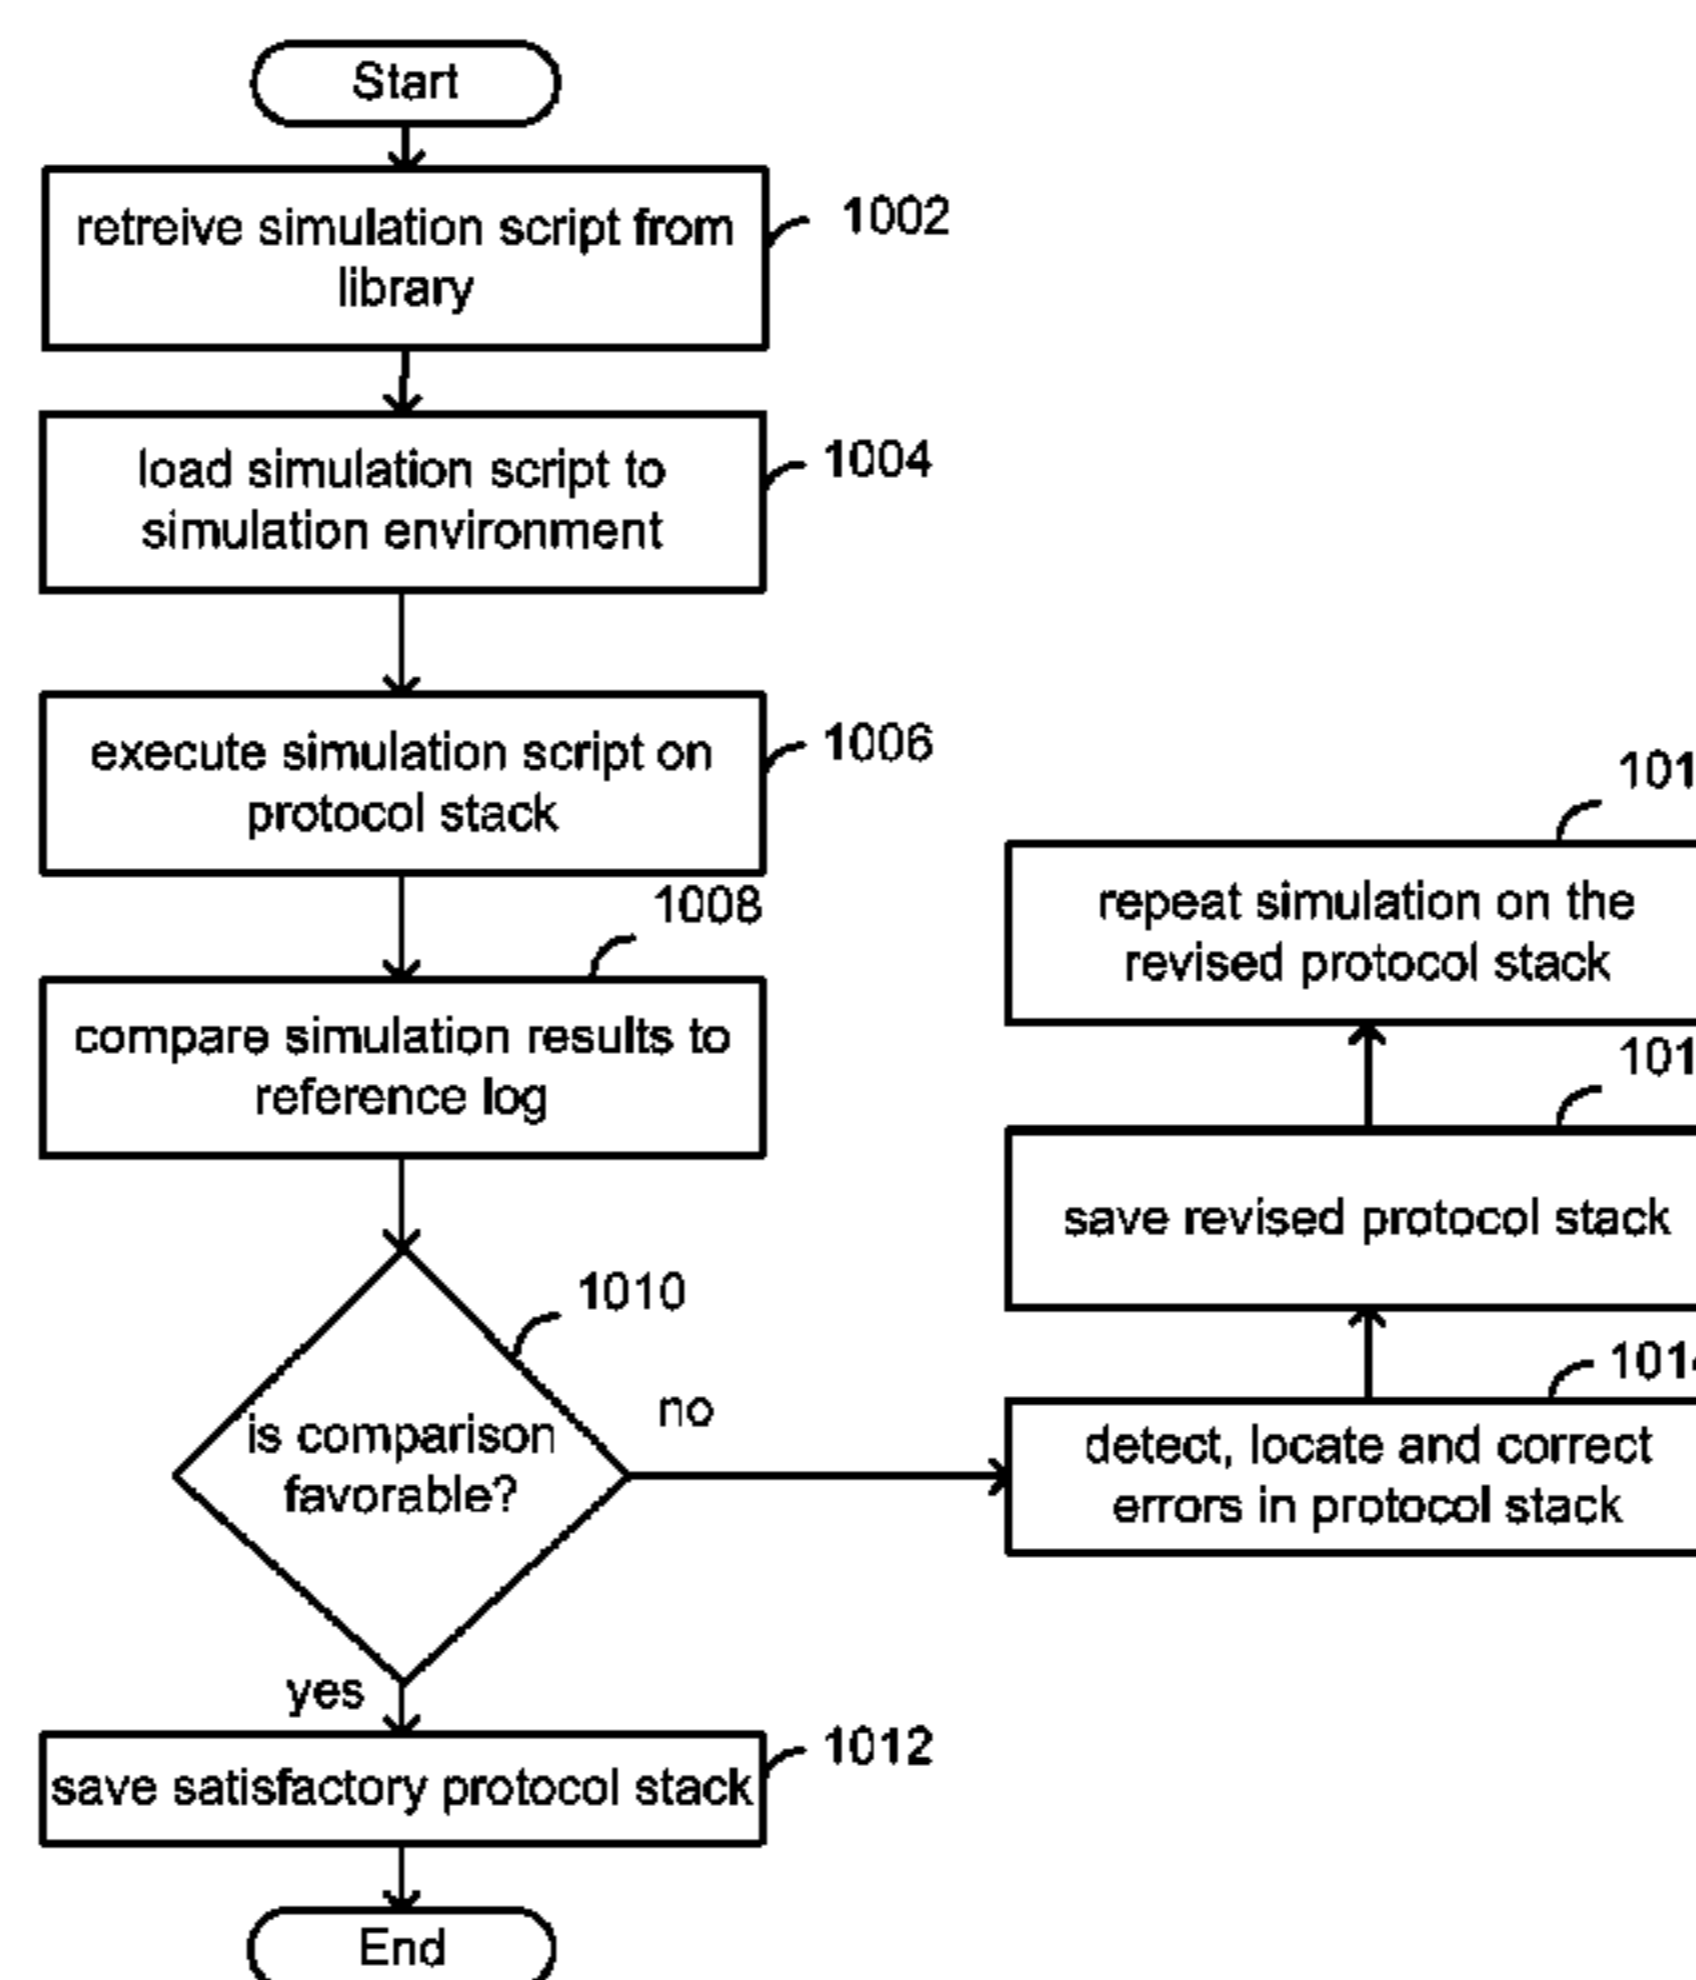 Start
retreive simulation script from
library
1002
load simulation script to
simulation environment
1004
execute simulation script on
protocol stack
1006
1008
compare simulation results to
reference log
1010
is comparison
favorable?
no
yes
save satisfactory protocol stack
1012
End
repeat simulation on the
revised protocol stack
save revised protocol stack
1014
detect, locate and correct
errors in protocol stack